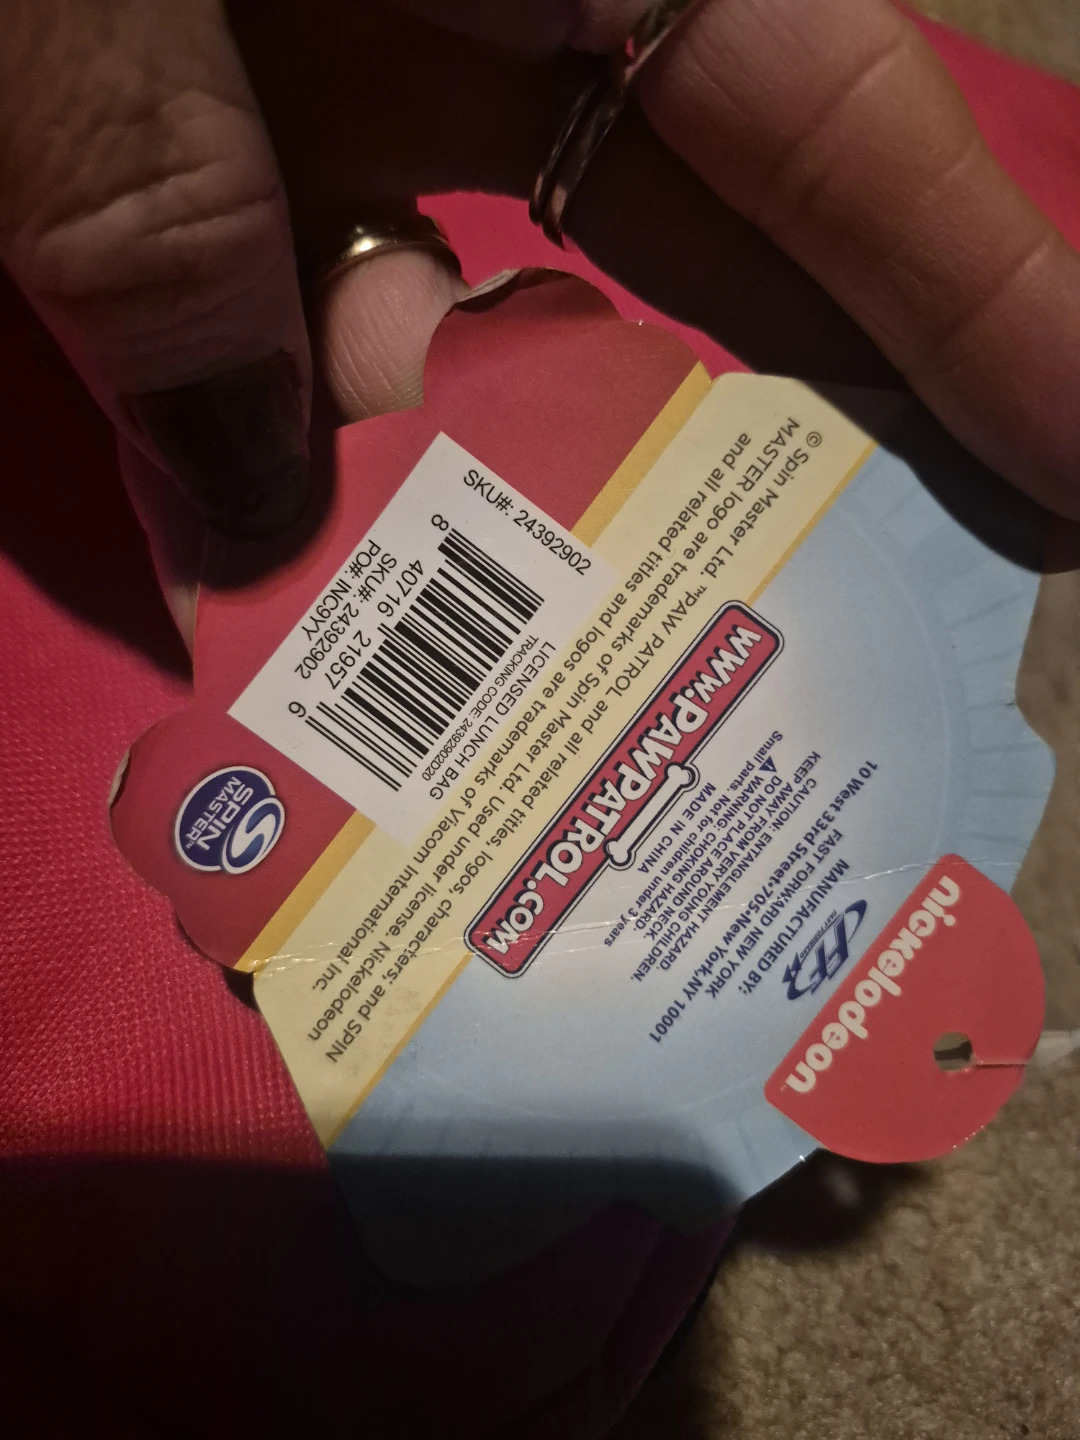 nickelodeon
FFA
FAST FORWARD
MANUFACTURED BY:
FAST FORWARD NEW YORK
10 West 33rd Street•705•New York,NY 10001
CAUTION: ENTANGLEMENT HAZARD.
KEEP AWAY FROM VERY YOUNG CHILDREN.
DO NOT PLACE AROUND NECK.
WARNING: CHOKING HAZARD.
Small parts. Not for children under 3 years
MADE IN CHINA
www.PAWPATROL.COM
© Spin Master Ltd. ™PAW PATROL and all related titles, logos, characters; and SPIN
MASTER logo are trademarks of Spin Master Ltd. Used under license. Nickelodeon
and all related titles and logos are trademarks of Viacom International Inc.
SKU#: 24392902
LICENSED LUNCH BAG
TRACKING CODE: 24392902D20
8 40716 21957 6
SKU#: 24392902
PO#: INC9YY
SPIN
MASTER™